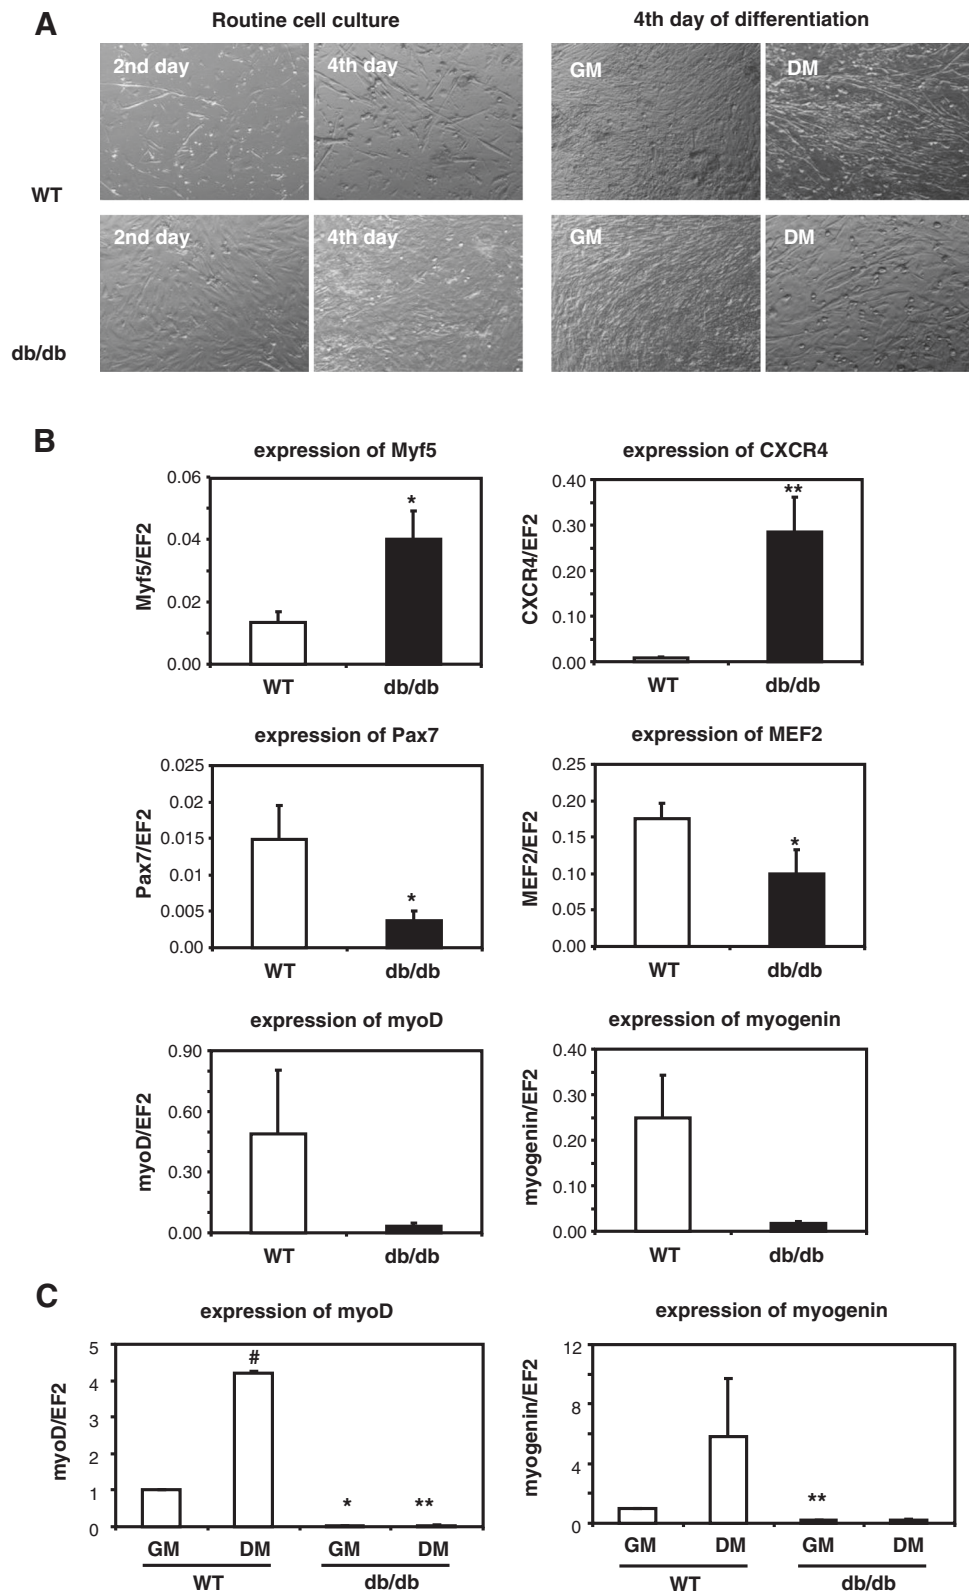 A
Routine cell culture
4th day of differentiation
2nd day
4th day
GM
DM
WT
2nd day
4th day
GM
DM
db/db
B
expression of Myf5
expression of CXCR4
0.06
0.04
0.02
0.00
Myf5/EF2
*
WT
db/db
0.40
0.30
0.20
0.10
0.00
CXCR4/EF2
**
WT
db/db
expression of Pax7
expression of MEF2
0.025
0.02
0.015
0.01
0.005
0.00
Pax7/EF2
*
WT
db/db
0.25
0.20
0.15
0.10
0.05
0.00
MEF2/EF2
*
WT
db/db
expression of myoD
expression of myogenin
0.90
0.60
0.30
0.00
myoD/EF2
WT
db/db
0.40
0.30
0.20
0.10
0.00
myogenin/EF2
WT
db/db
C
expression of myoD
expression of myogenin
5
4
3
2
1
0
myoD/EF2
#
*
**
GM
DM
GM
DM
WT
db/db
12
8
4
0
myogenin/EF2
**
GM
DM
GM
DM
WT
db/db